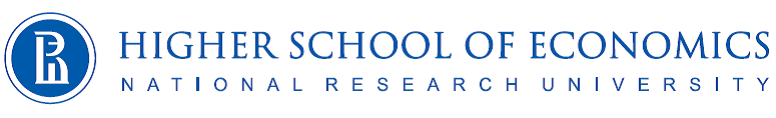 HIGHER SCHOOL OF ECONOMICS
NATIONAL RESEARCH UNIVERSITY